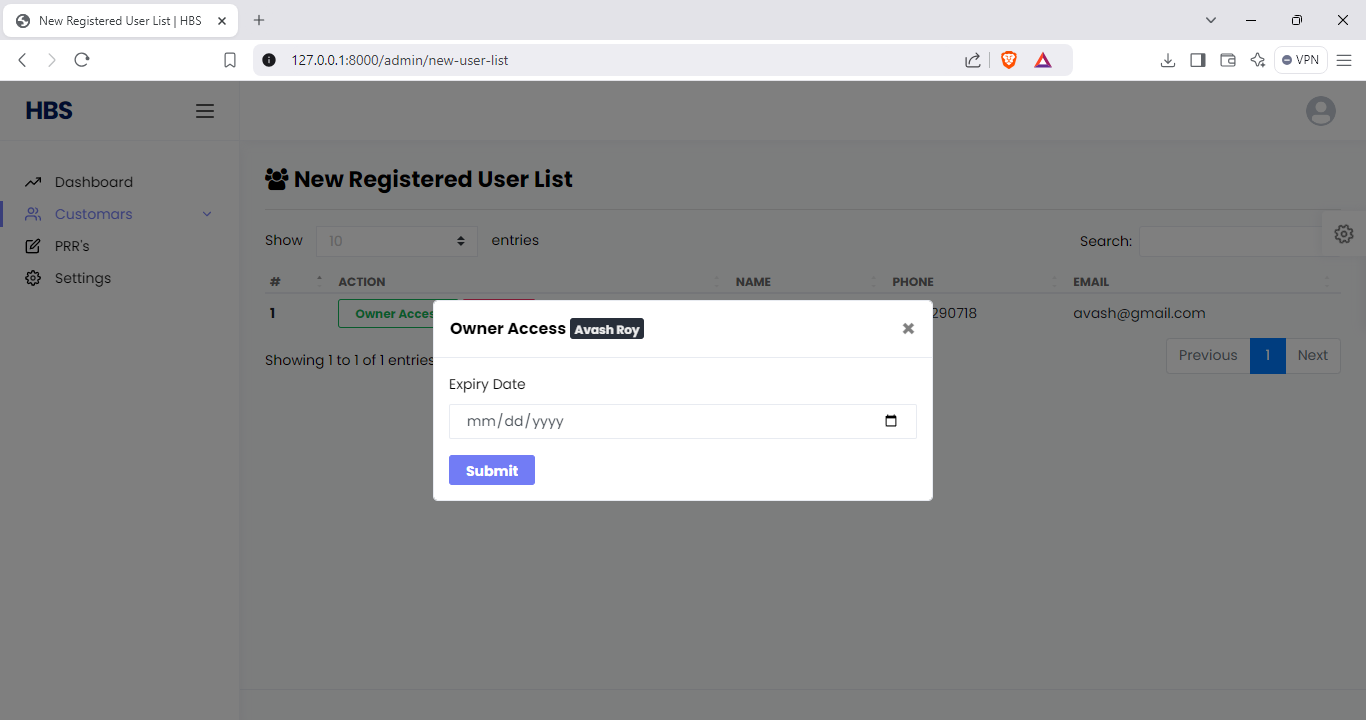 New Registered User List | HBS
127.0.0.1:8000/admin/new-user-list
VPN
HBS
Dashboard
Customars
PRR's
Settings
New Registered User List
Show 10 entries
Search:
# ACTION NAME PHONE EMAIL
1 290718 avash@gmail.com
Showing 1 to 1 of 1 entries
Previous 1 Next
Owner Access Avash Roy
Expiry Date
mm/dd/yyyy
Submit